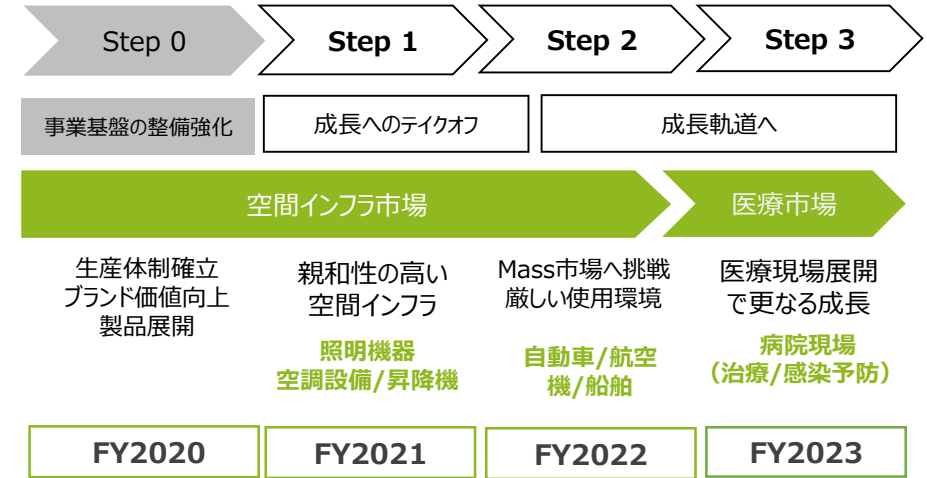 Step 0
Step 1
Step 2
Step 3
事業基盤の整備強化
成長へのテイクオフ
成長軌道へ
空間インフラ市場
医療市場
生産体制確立
ブランド価値向上
製品展開
親和性の高い
空間インフラ
照明機器
空調設備/昇降機
Mass市場へ挑戦
厳しい使用環境
自動車/航空
機/船舶
医療現場展開
で更なる成長
病院現場
（治療/感染予防）
FY2020
FY2021
FY2022
FY2023